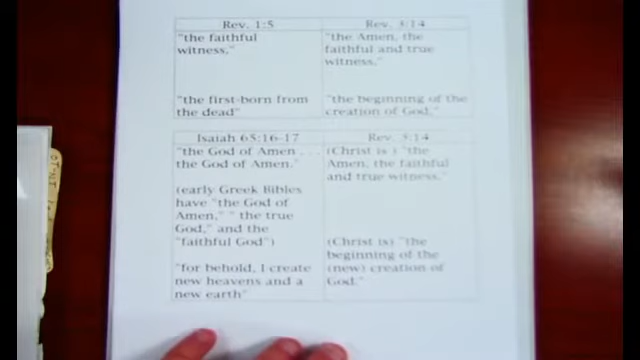 Rev. 1:5
Rev. 3:14
"the faithful
witness,"
"the Amen, the
faithful and true
witness,"
"the first-born from
the dead"
"the beginning of the
creation of God,"
Isaiah 65:16-17
Rev. 3:14
"the God of Amen . . .
the God of Amen."
(Christ is ) "the
Amen, the faithful
and true witness,"
(early Greek Bibles
have "the God of
Amen," " the true
God," and the
"faithful God")
(Christ is) "the
beginning of the
(new) creation of
God."
"for behold, I create
new heavens and a
new earth"